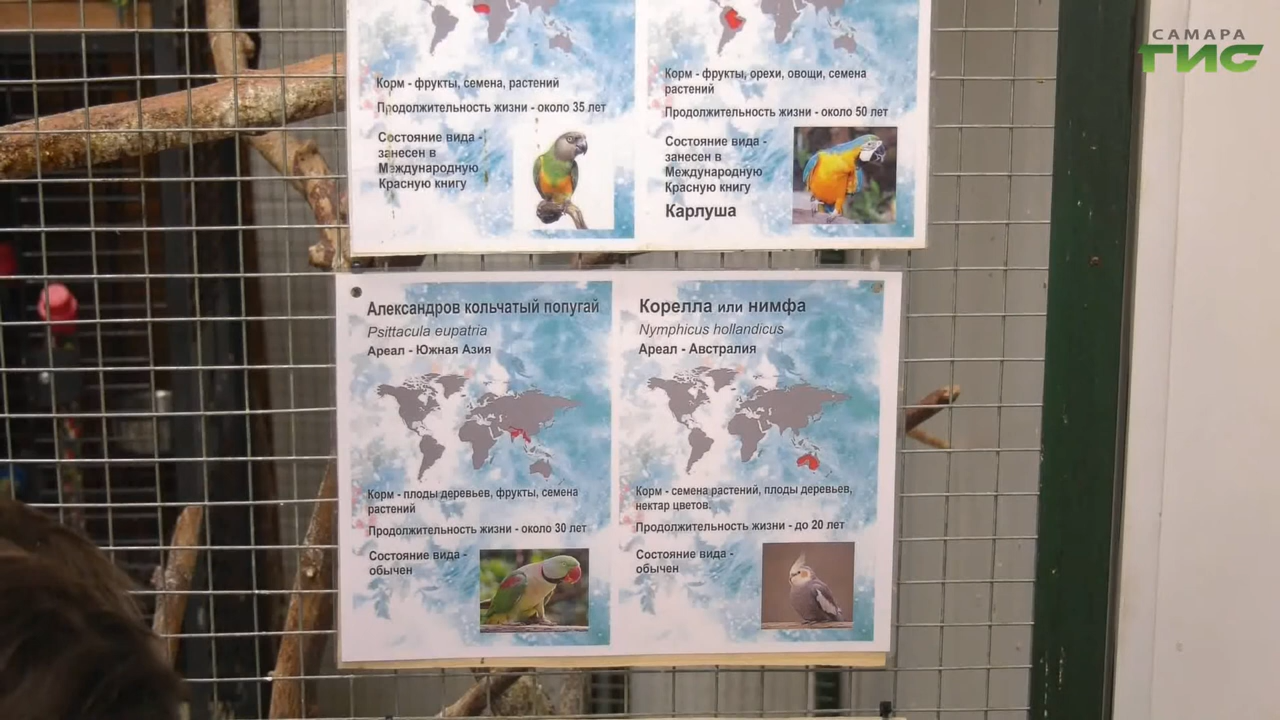 САМАРА
ГИС
Корм - фрукты, семена, растений
Продолжительность жизни - около 35 лет
Состояние вида -
занесен в
Международную
Красную книгу
Корм - фрукты, орехи, овощи, семена
растений
Продолжительность жизни - около 50 лет
Состояние вида -
занесен в
Международную
Красную книгу
Карлуша
Александров кольчатый попугай
Psittacula eupatria
Ареал - Южная Азия
Корм - плоды деревьев, фрукты, семена
растений
Продолжительность жизни - около 30 лет
Состояние вида -
обычен
Корелла или нимфа
Nymphicus hollandicus
Ареал - Австралия
Корм - семена растений, плоды деревьев,
нектар цветов.
Продолжительность жизни - до 20 лет
Состояние вида -
обычен